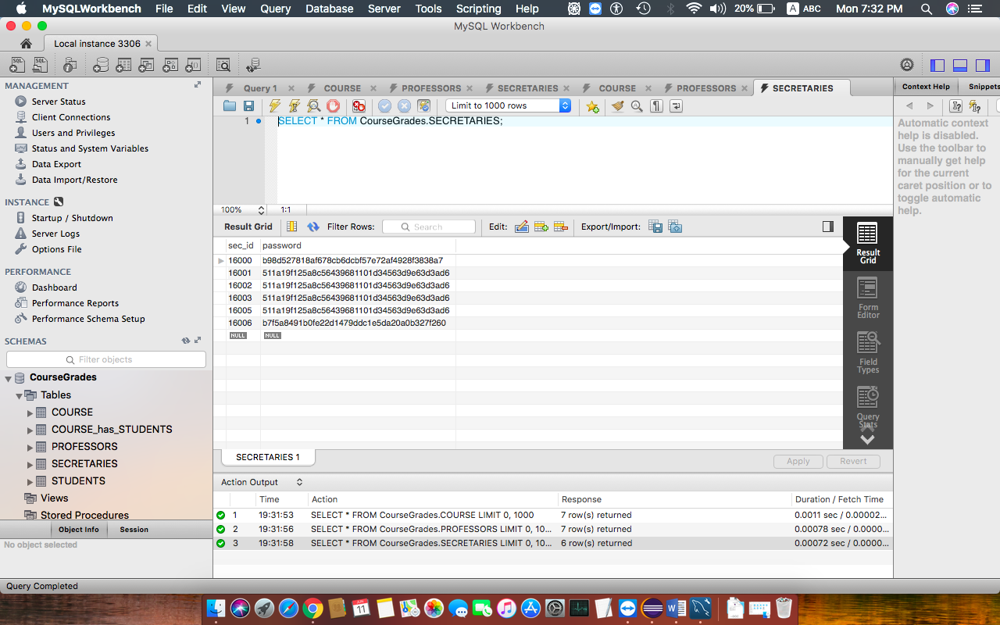 MySQLWorkbench File Edit View Query Database Server Tools Scripting Help 20% A ABC Mon 7:32 PM
MySQL Workbench
Local instance 3306
MANAGEMENT
Server Status
Client Connections
Users and Privileges
Status and System Variables
Data Export
Data Import/Restore
INSTANCE
Startup / Shutdown
Server Logs
Options File
PERFORMANCE
Dashboard
Performance Reports
Performance Schema Setup
SCHEMAS
Filter objects
CourseGrades
Tables
COURSE
COURSE_has_STUDENTS
PROFESSORS
SECRETARIES
STUDENTS
Views
Stored Procedures
Object Info Session
No object selected
Query Completed
Query 1 COURSE PROFESSORS SECRETARIES COURSE PROFESSORS SECRETARIES
Limit to 1000 rows
1 SELECT * FROM CourseGrades.SECRETARIES;
100% 1:1
Result Grid Filter Rows: Search Edit: Export/Import:
sec_id password
16000 b98d527818af678cb6dcbf57e72af4928f3838a7
16001 511a19f125a8c56439681101d34563d9e63d3ad6
16002 511a19f125a8c56439681101d34563d9e63d3ad6
16003 511a19f125a8c56439681101d34563d9e63d3ad6
16005 511a19f125a8c56439681101d34563d9e63d3ad6
16006 b7f5a8491b0fe22d1479ddc1e5da20a0b327f260
NULL NULL
Result
Grid
Form
Editor
Field
Types
Query
Stats
SECRETARIES 1
Apply Revert
Action Output
Time Action Response Duration / Fetch Time
1 19:31:53 SELECT * FROM CourseGrades.COURSE LIMIT 0, 1000 7 row(s) returned 0.0011 sec / 0.00002...
2 19:31:56 SELECT * FROM CourseGrades.PROFESSORS LIMIT 0, 10... 7 row(s) returned 0.00078 sec / 0.0000...
3 19:31:58 SELECT * FROM CourseGrades.SECRETARIES LIMIT 0, 10... 6 row(s) returned 0.00072 sec / 0.0000...
Context Help Snippets
Automatic context
help is disabled.
Use the toolbar to
manually get help
for the current
caret position or to
toggle automatic
help.